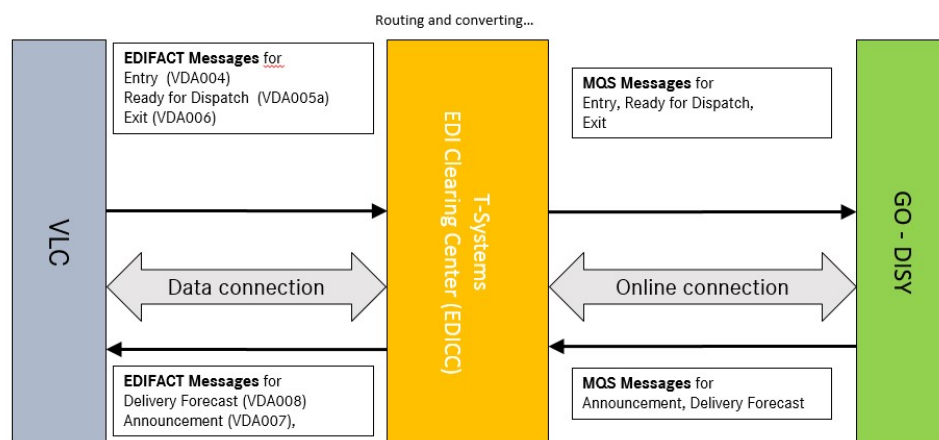 Routing and converting...
VLC
EDIFACT Messages for
Entry  (VDA004)
Ready for Dispatch  (VDA005a)
Exit (VDA006)
T-Systems
EDI Clearing Center (EDICC)
MQS Messages for
Entry, Ready for Dispatch,
Exit
GO - DISY
Data connection
Online connection
EDIFACT Messages for
Delivery Forecast (VDA008)
Announcement (VDA007),
MQS Messages for
Announcement, Delivery Forecast